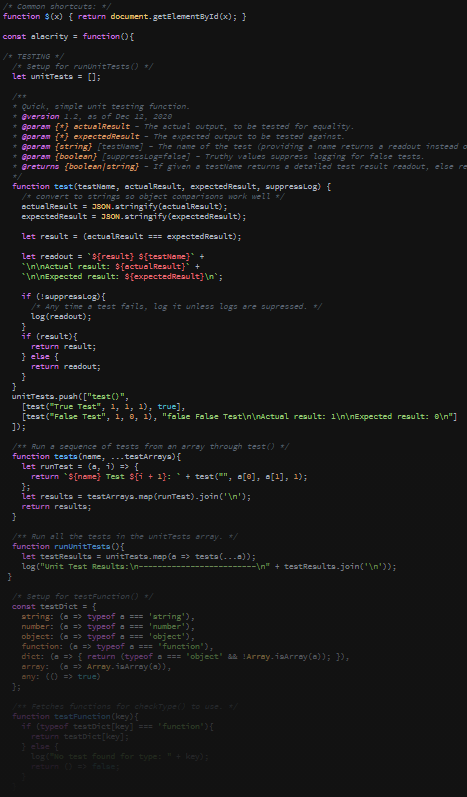 /* Common shortcuts: */
function $(x) { return document.getElementById(x); }
const alacrity = function(){
/* TESTING */
/* Setup for runUnitTests() */
let unitTests = [];
/**
* Quick, simple unit testing function.
* @version 1.2, as of Dec 12, 2020
* @param {*} actualResult - The actual output, to be tested for equality.
* @param {*} expectedResult - The expected output to be tested against.
* @param {string} [testName] - The name of the test (providing a name returns a readout instead o
* @param {boolean} [suppressLog=false] - Truthy values suppress logging for false tests.
* @returns {boolean|string} - If given a testName returns a detailed test result readout, else re
*/
function test(testName, actualResult, expectedResult, suppressLog) {
/* convert to strings so object comparisons work well */
actualResult = JSON.stringify(actualResult);
expectedResult = JSON.stringify(expectedResult);
let result = (actualResult === expectedResult);
let readout = `${result} ${testName}` +
`\n\nActual result: ${actualResult}` +
`\n\nExpected result: ${expectedResult}\n`;
if (!suppressLog){
/* Any time a test fails, log it unless logs are supressed. */
log(readout);
}
if (result){
return result;
} else {
return readout;
}
}
unitTests.push(["test()",
[test("True Test", 1, 1, 1), true],
[test("False Test", 1, 0, 1), "false False Test\n\nActual result: 1\n\nExpected result: 0\n"]
]);
/** Run a sequence of tests from an array through test() */
function tests(name, ...testArrays){
let runTest = (a, i) => {
return `${name} Test ${i + 1}: ` + test("", a[0], a[1], 1);
};
let results = testArrays.map(runTest).join('\n');
return results;
}
/** Run all the tests in the unitTests array. */
function runUnitTests(){
let testResults = unitTests.map(a => tests(...a));
log("Unit Test Results:\n-------------------------\n" + testResults.join('\n'));
}
/* Setup for testFunction() */
const testDict = {
string: (a => typeof a === 'string'),
number: (a => typeof a === 'number'),
object: (a => typeof a === 'object'),
function: (a => typeof a === 'function'),
dict: (a => { return (typeof a === 'object' && !Array.isArray(a)); }),
array: (a => Array.isArray(a)),
any: (() => true)
};
/** Fetches functions for checkType() to use. */
function testFunction(key){
if (typeof testDict[key] === 'function'){
return testDict[key];
} else {
log("No test found for type: " + key);
return () => false;